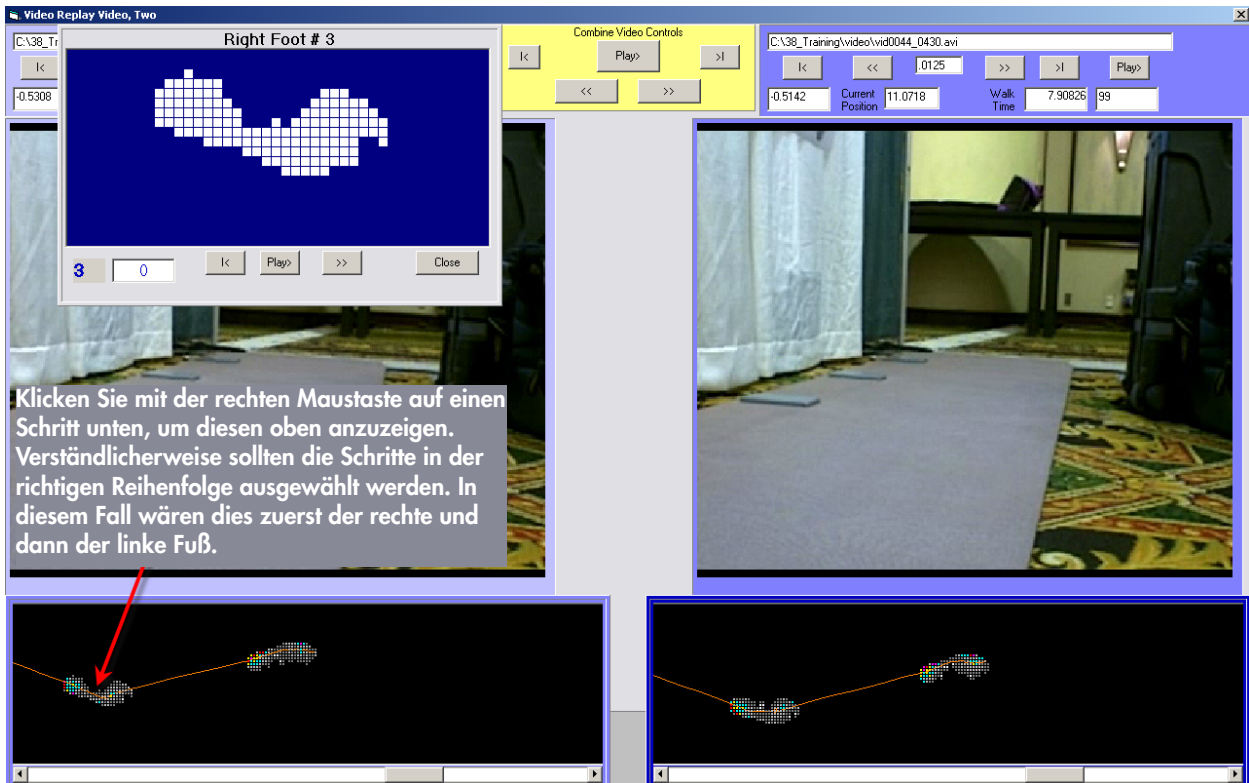 Video Replay Video, Two
C:\38_Tr
Right Foot # 3
Combine Video Controls
C:\38_Training\video\vid0044_0430.avi
|<
|<
Play>
>|
|<
<<
.0125
>>
>|
Play>
-0.5308
<<
>>
-0.5142
Current Position
11.0718
Walk Time
7.90826
99
3
0
|<
Play>
>>
Close
Klicken Sie mit der rechten Maustaste auf einen
Schritt unten, um diesen oben anzuzeigen.
Verständlicherweise sollten die Schritte in der
richtigen Reihenfolge ausgewählt werden. In
diesem Fall wären dies zuerst der rechte und
dann der linke Fuß.